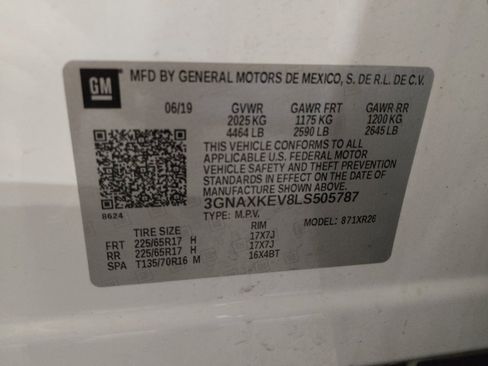 GM
MFD BY GENERAL MOTORS DE MEXICO, S. DE R.L. DE C.V.
06/19 GVWR GAWR FRT GAWR RR
2025 KG 1175 KG 1200 KG
4464 LB 2590 LB 2645 LB
THIS VEHICLE CONFORMS TO ALL
APPLICABLE U.S. FEDERAL MOTOR
VEHICLE SAFETY AND THEFT PREVENTION
STANDARDS IN EFFECT ON THE DATE OF
MANUFACTURE SHOWN ABOVE.
3GNAXKEV8LS505787
8624
TYPE: M.P.V. MODEL: 871XR26
TIRE SIZE RIM
FRT 225/65R17 H 17X7J
RR 225/65R17 H 17X7J
SPA T135/70R16 M 16X4BT